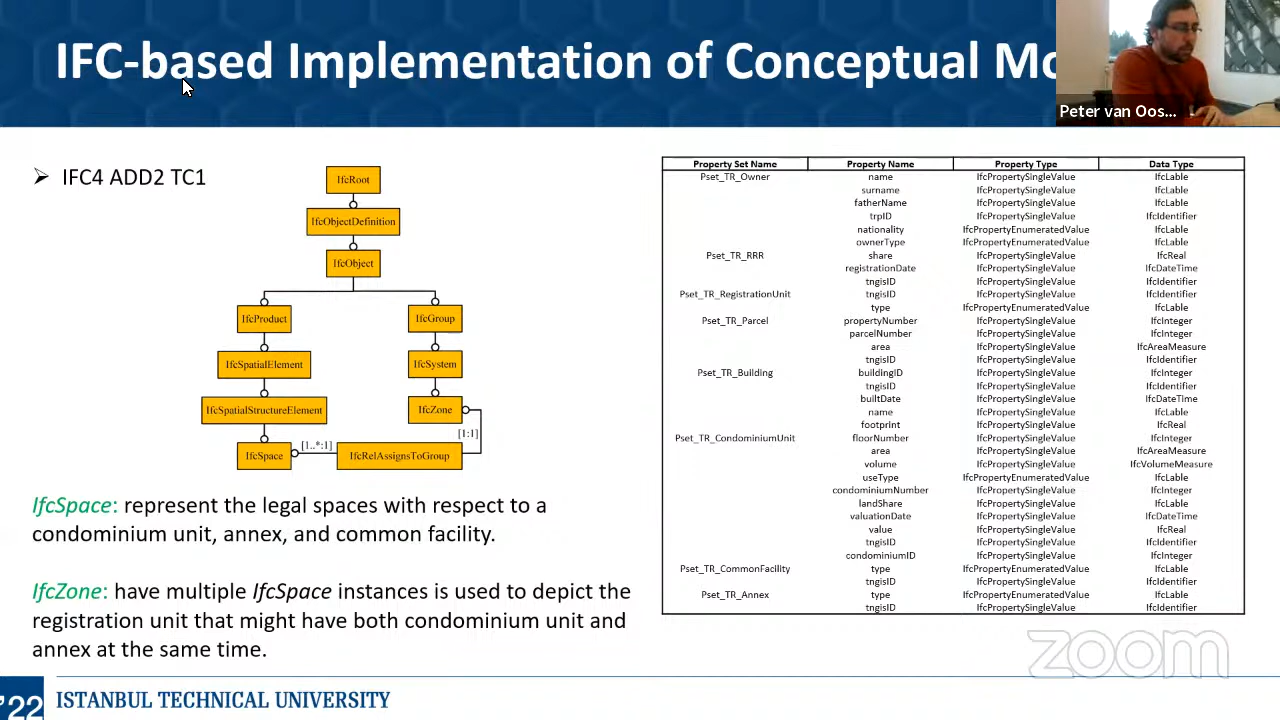 IFC-based Implementation of Conceptual Mo
Peter van Oos...
➢ IFC4 ADD2 TC1
IfcRoot
IfcObjectDefinition
IfcObject
IfcProduct
IfcGroup
IfcSpatialElement
IfcSystem
IfcSpatialStructureElement
IfcZone
[1..*:1]
[1:1]
IfcSpace
IfcRelAssignsToGroup
IfcSpace: represent the legal spaces with respect to a
condominium unit, annex, and common facility.
IfcZone: have multiple IfcSpace instances is used to depict the
registration unit that might have both condominium unit and
annex at the same time.
Property Set Name Property Name Property Type Data Type
Pset_TR_Owner name IfcPropertySingleValue IfcLable
surname IfcPropertySingleValue IfcLable
fatherName IfcPropertySingleValue IfcLable
trpID IfcPropertySingleValue IfcIdentifier
nationality IfcPropertyEnumeratedValue IfcLable
ownerType IfcPropertyEnumeratedValue IfcLable
Pset_TR_RRR share IfcPropertySingleValue IfcReal
registrationDate IfcPropertySingleValue IfcDateTime
tngisID IfcPropertySingleValue IfcIdentifier
Pset_TR_RegistrationUnit tngisID IfcPropertySingleValue IfcIdentifier
type IfcPropertyEnumeratedValue IfcLable
Pset_TR_Parcel propertyNumber IfcPropertySingleValue IfcInteger
parcelNumber IfcPropertySingleValue IfcInteger
area IfcPropertySingleValue IfcAreaMeasure
tngisID IfcPropertySingleValue IfcIdentifier
Pset_TR_Building buildingID IfcPropertySingleValue IfcInteger
tngisID IfcPropertySingleValue IfcIdentifier
builtDate IfcPropertySingleValue IfcDateTime
name IfcPropertySingleValue IfcLable
footprint IfcPropertySingleValue IfcReal
Pset_TR_CondominiumUnit floorNumber IfcPropertySingleValue IfcInteger
area IfcPropertySingleValue IfcAreaMeasure
volume IfcPropertySingleValue IfcVolumeMeasure
useType IfcPropertyEnumeratedValue IfcLable
condominiumNumber IfcPropertySingleValue IfcInteger
landShare IfcPropertySingleValue IfcLable
valuationDate IfcPropertySingleValue IfcDateTime
value IfcPropertySingleValue IfcReal
tngisID IfcPropertySingleValue IfcIdentifier
condominiumID IfcPropertySingleValue IfcInteger
Pset_TR_CommonFacility type IfcPropertyEnumeratedValue IfcLable
tngisID IfcPropertySingleValue IfcIdentifier
Pset_TR_Annex type IfcPropertyEnumeratedValue IfcLable
tngisID IfcPropertySingleValue IfcIdentifier
zoom
'22 ISTANBUL TECHNICAL UNIVERSITY